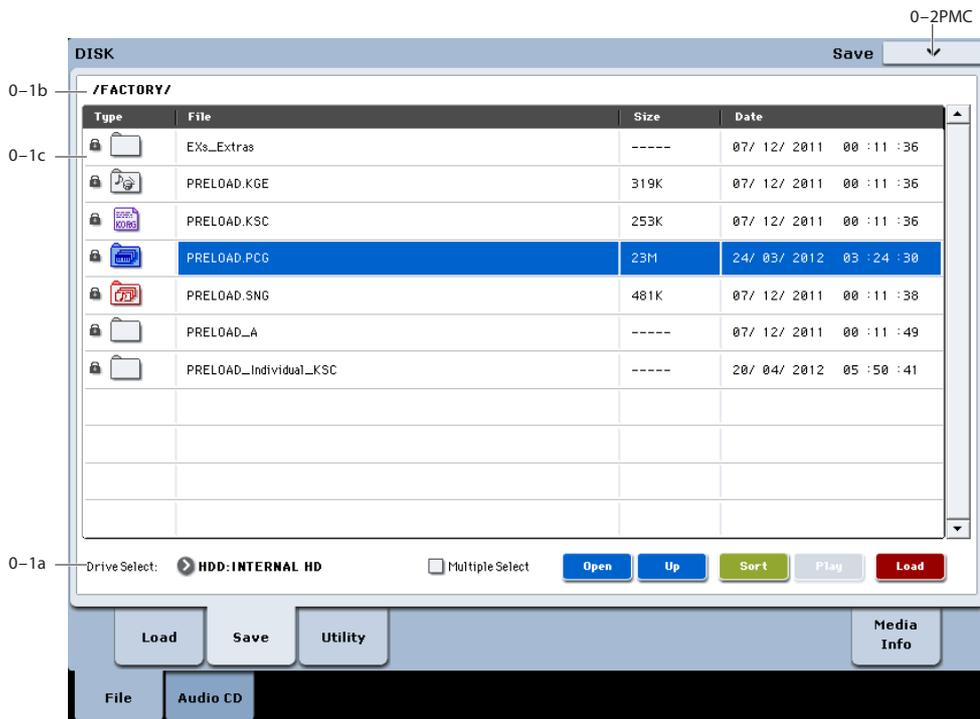 0–2PMC
DISK
Save
0–1b
/FACTORY/
Type File Size Date
0–1c
EXs_Extras ----- 07/ 12/ 2011 00 :11 :36
PRELOAD.KGE 319K 07/ 12/ 2011 00 :11 :36
KORG PRELOAD.KSC 253K 07/ 12/ 2011 00 :11 :36
PRELOAD.PCG 23M 24/ 03/ 2012 03 :24 :30
PRELOAD.SNG 481K 07/ 12/ 2011 00 :11 :38
PRELOAD_A ----- 07/ 12/ 2011 00 :11 :49
PRELOAD_Individual_KSC ----- 20/ 04/ 2012 05 :50 :41
0–1a
Drive Select: HDD:INTERNAL HD Multiple Select Open Up Sort Play Load
Load Save Utility Media Info
File Audio CD